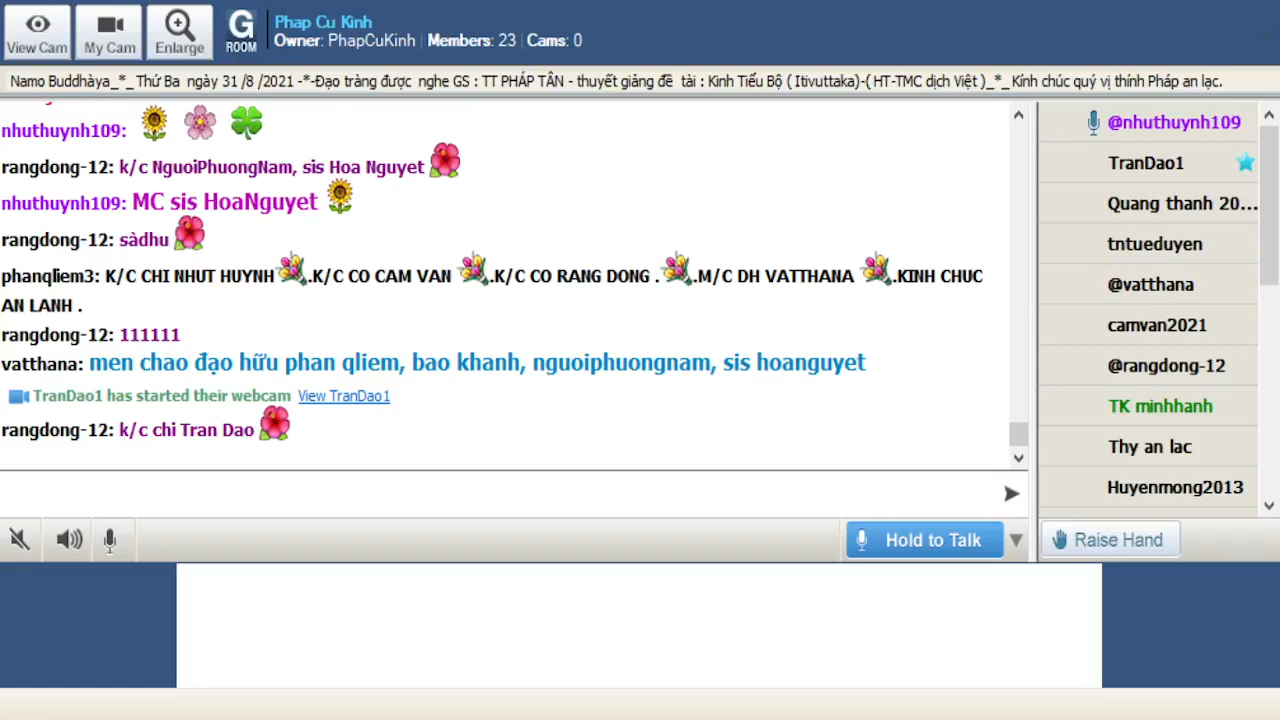 View Cam
My Cam
Enlarge
G
ROOM
Phap Cu Kinh
Owner: PhapCuKinh | Members: 23 | Cams: 0
Namo Buddhàya_*_ Thứ Ba  ngày 31 /8 /2021 -*-Đạo tràng được  nghe GS : TT PHÁP TÂN - thuyết giảng đề  tài : Kinh Tiểu Bộ ( Itivuttaka)-( HT-TMC dịch Việt )_*_Kính chúc quý vị thính Pháp an lạc.
nhuthuynh109:
rangdong-12: k/c NguoiPhuongNam, sis Hoa Nguyet
nhuthuynh109: MC sis HoaNguyet
rangdong-12: sàdhu
phanqliem3: K/C CHI NHUT HUYNH .K/C CO CAM VAN .K/C CO RANG DONG . .M/C DH VATTHANA .KINH CHUC
AN LANH .
rangdong-12: 111111
vatthana: men chao đạo hữu phan qliem, bao khanh, nguoiphuongnam, sis hoanguyet
TranDao1 has started their webcam View TranDao1
rangdong-12: k/c chi Tran Dao
Hold to Talk
@nhuthuynh109
TranDao1
Quang thanh 20...
tntueduyen
@vatthana
camvan2021
@rangdong-12
TK minhhanh
Thy an lac
Huyenmong2013
Raise Hand